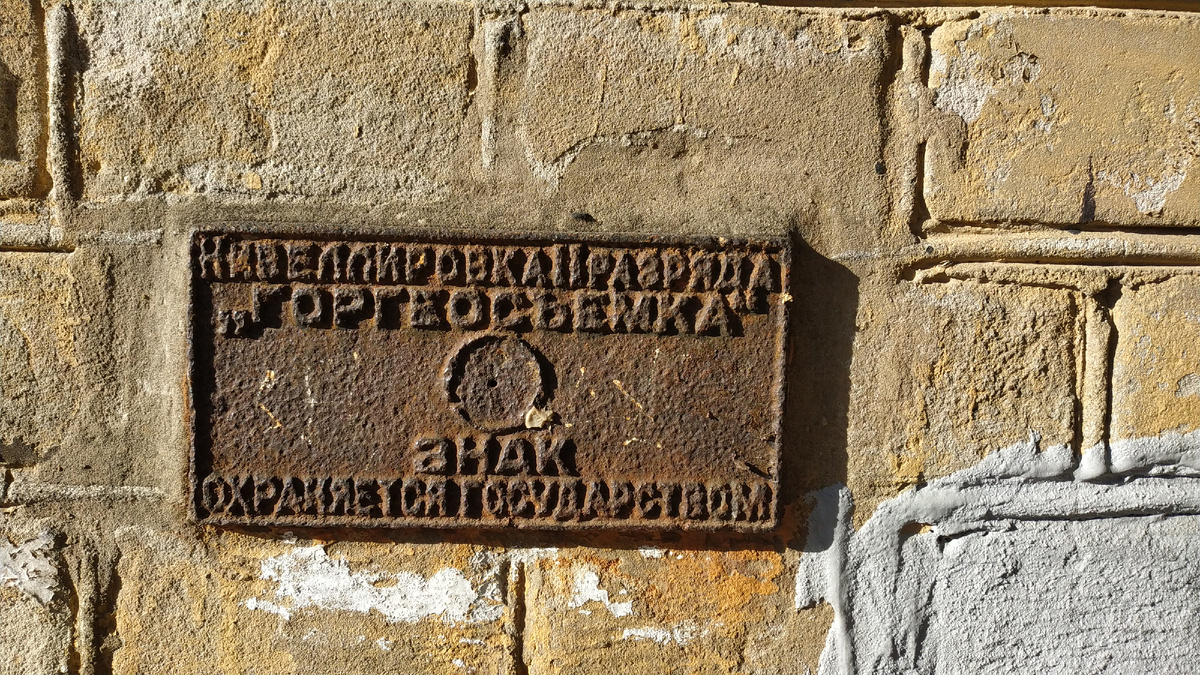 НИВЕЛЛИРОВКА II РАЗРЯДА
„ГОРГЕОСЪЕМКА"
ЗНАК
ОХРАНЯЕТСЯ ГОСУДАРСТВОМ